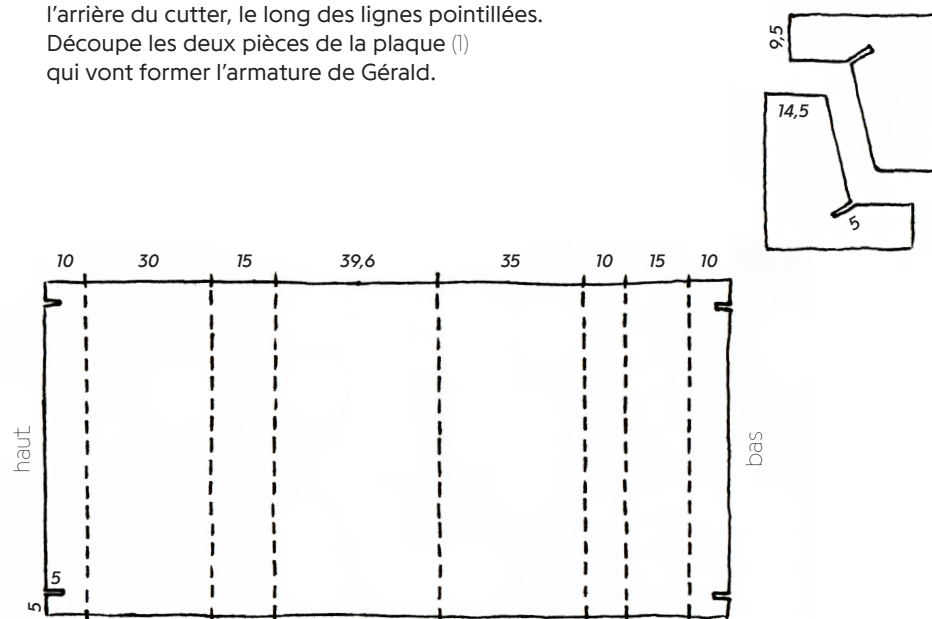 l'arrière du cutter, le long des lignes pointillées.
Découpe les deux pièces de la plaque (1)
qui vont former l'armature de Gérald.
9,5
14,5
5
10 30 15 39,6 35 10 15 10
haut
bas
5
5